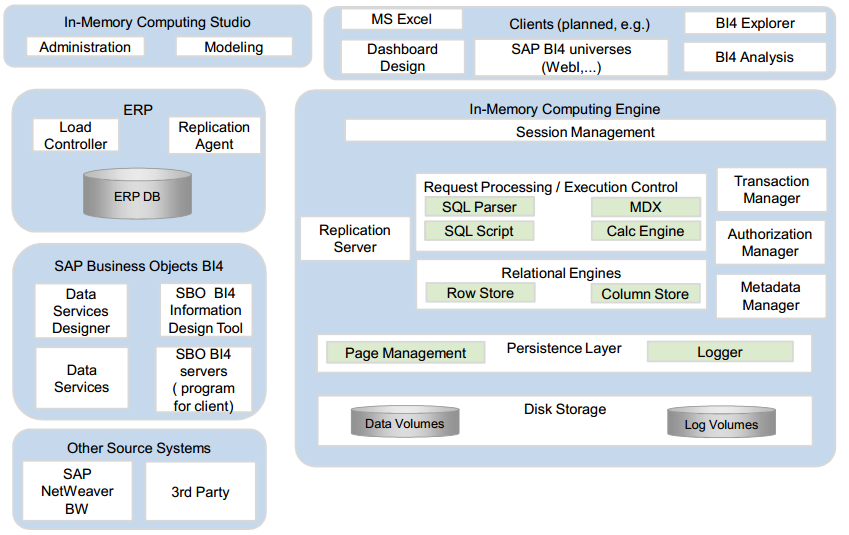 In-Memory Computing Studio
Administration
Modeling
MS Excel
Clients (planned, e.g.)
BI4 Explorer
Dashboard
Design
SAP BI4 universes
(WebI,...)
BI4 Analysis
ERP
Load
Controller
Replication
Agent
ERP DB
In-Memory Computing Engine
Session Management
Request Processing / Execution Control
SQL Parser
MDX
SQL Script
Calc Engine
Transaction
Manager
Replication
Server
Authorization
Manager
Relational Engines
Row Store
Column Store
Metadata
Manager
SAP Business Objects BI4
Data
Services
Designer
SBO BI4
Information
Design Tool
Data
Services
SBO BI4
servers
( program
for client)
Page Management
Persistence Layer
Logger
Disk Storage
Data Volumes
Log Volumes
Other Source Systems
SAP
NetWeaver
BW
3rd Party